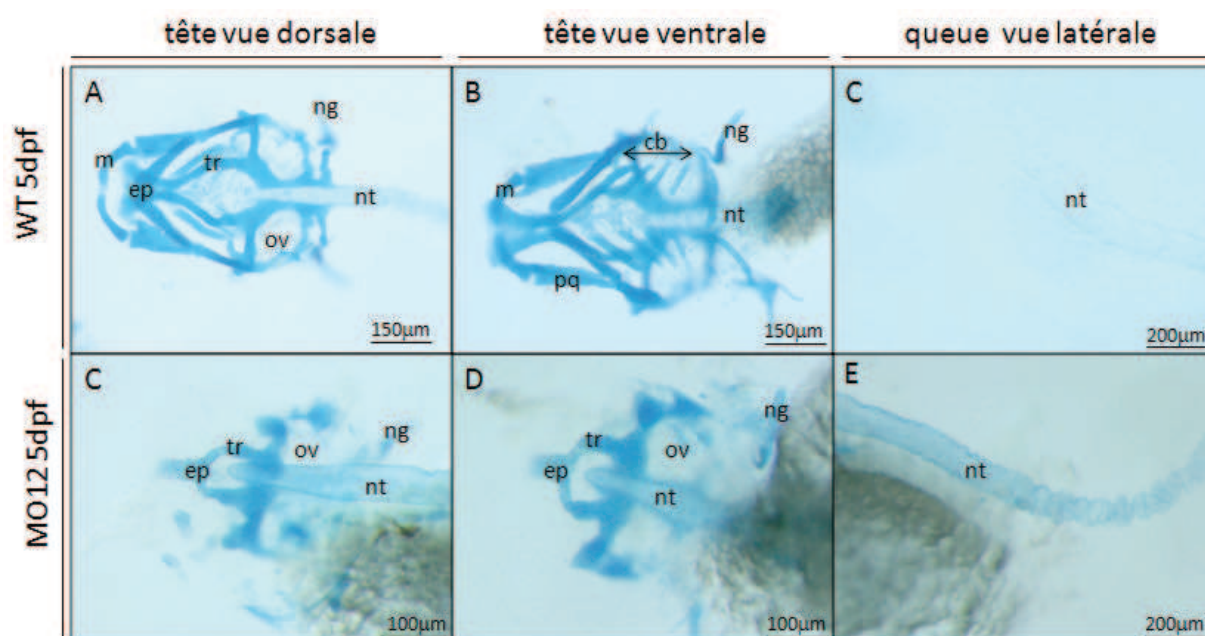 tête vue dorsale
tête vue ventrale
queue vue latérale
WT 5dpf
A
ng
m
tr
ep
nt
ov
150µm
B
cb
ng
m
nt
pq
150µm
C
nt
200µm
MO12 5dpf
C
ng
tr
ov
ep
nt
100µm
D
ng
tr
ov
ep
nt
100µm
E
nt
200µm